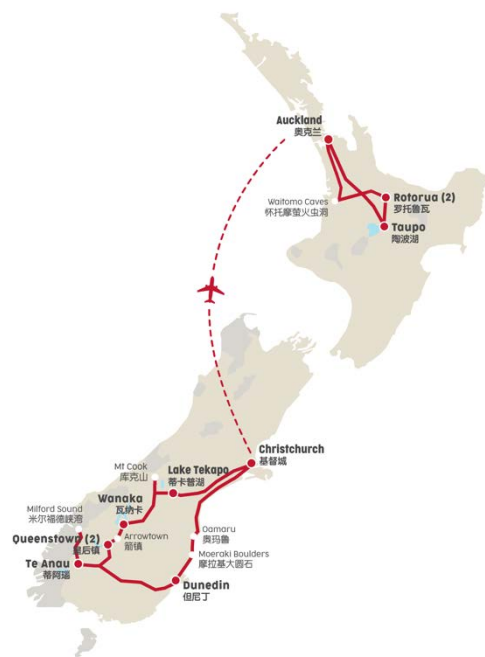 Auckland
奥克兰
Waitomo Caves
怀托摩萤火虫洞
Rotorua (2)
罗托鲁瓦
Taupo
陶波湖
Christchurch
基督城
Mt Cook
库克山
Lake Tekapo
蒂卡普湖
Wanaka
瓦纳卡
Milford Sound
米尔福德峡湾
Queenstown (2)
皇后镇
Arrowtown
箭镇
Oamaru
奥玛鲁
Moeraki Boulders
摩拉基大圆石
Te Anau
蒂阿瑙
Dunedin
但尼丁